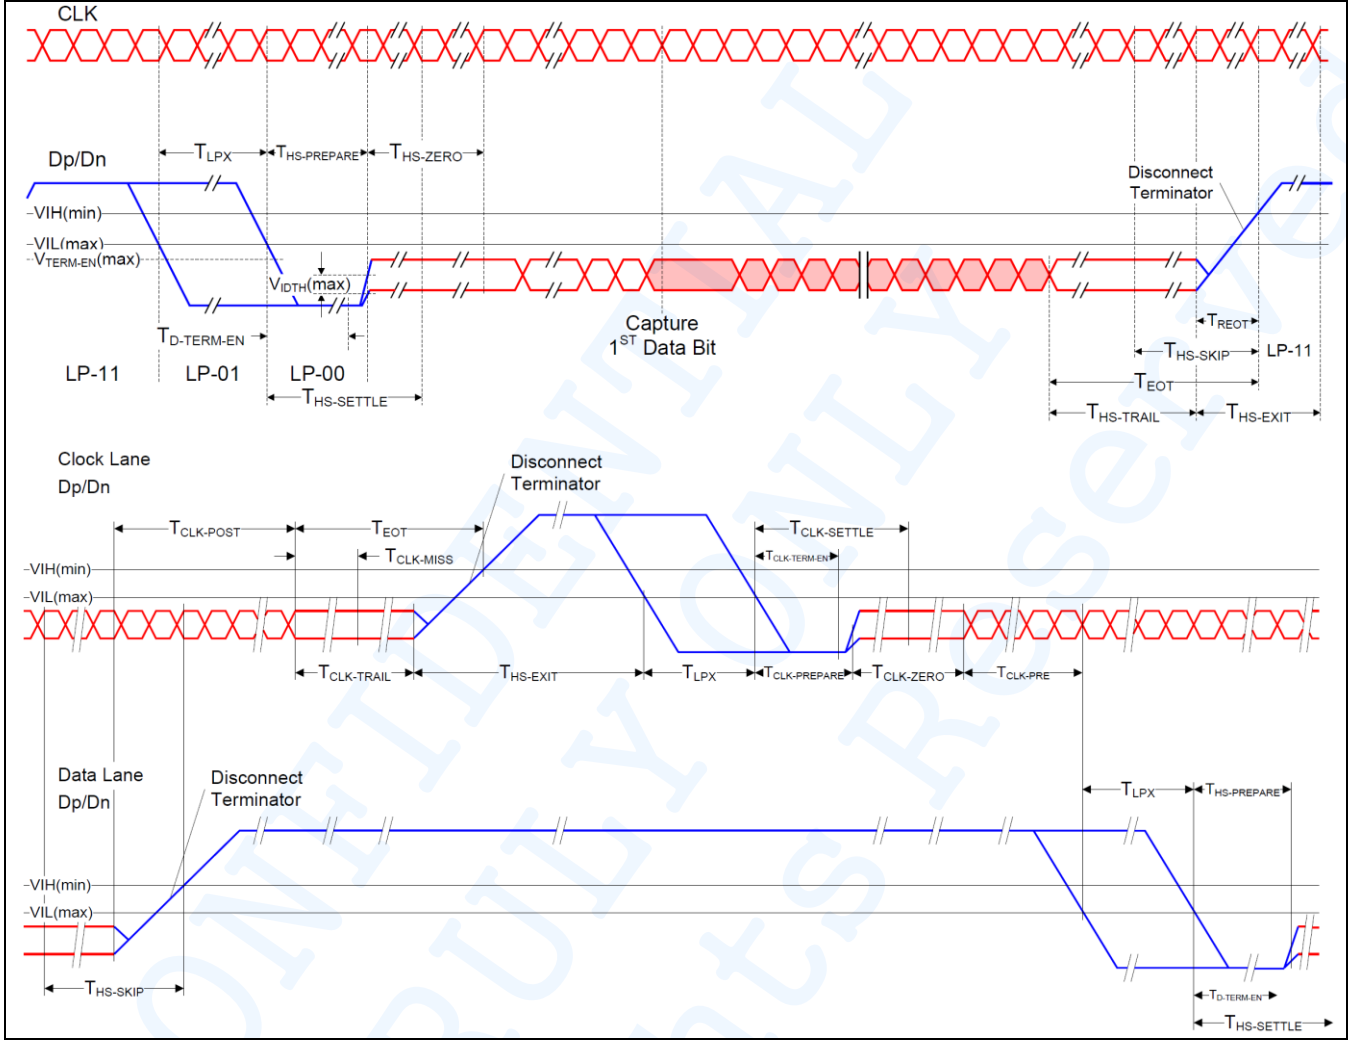 CLK
Dp/Dn
TLPX
THS-PREPARE
THS-ZERO
Disconnect
Terminator
VIH(min)
VIL(max)
VTERM-EN(max)
VIDTH(max)
TD-TERM-EN
Capture
1ST Data Bit
TREOT
THS-SKIP
LP-11
TEOT
LP-11
LP-01
LP-00
THS-SETTLE
THS-TRAIL
THS-EXIT
Clock Lane
Dp/Dn
Disconnect
Terminator
TCLK-POST
TEOT
TCLK-SETTLE
TCLK-MISS
TCLK-TERM-EN
VIH(min)
VIL(max)
TCLK-TRAIL
THS-EXIT
TLPX
TCLK-PREPARE
TCLK-ZERO
TCLK-PRE
Data Lane
Dp/Dn
Disconnect
Terminator
TLPX
THS-PREPARE
VIH(min)
VIL(max)
THS-SKIP
TD-TERM-EN
THS-SETTLE
ONFIDENTIAL
ONLY
Reserved